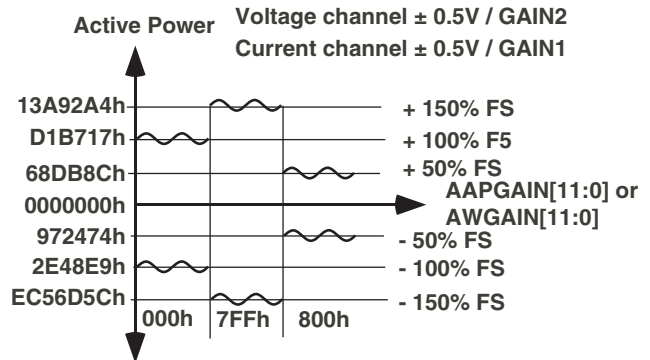 Voltage channel ± 0.5V / GAIN2
Active Power
Current channel ± 0.5V / GAIN1
13A92A4h
+ 150% FS
D1B717h
+ 100% F5
68DB8Ch
+ 50% FS
0000000h
AAPGAIN[11:0] or
AWGAIN[11:0]
972474h
- 50% FS
2E48E9h
- 100% FS
EC56D5Ch
- 150% FS
000h
7FFh
800h